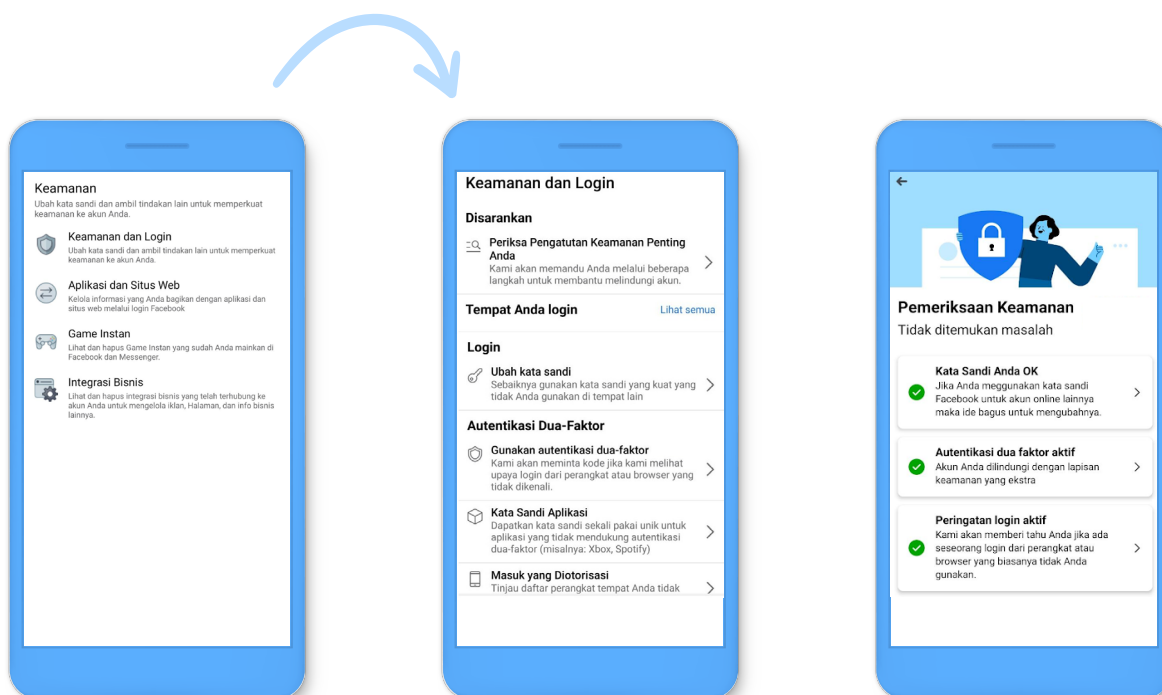 Keamanan
Ubah kata sandi dan ambil tindakan lain untuk memperkuat
keamanan ke akun Anda.
Keamanan dan Login
Ubah kata sandi dan ambil tindakan lain untuk memperkuat
keamanan ke akun Anda.
Aplikasi dan Situs Web
Kelola informasi yang Anda bagikan dengan aplikasi dan
situs web melalui login Facebook
Game Instan
Lihat dan hapus Game Instan yang sudah Anda mainkan di
Facebook dan Messenger.
Integrasi Bisnis
Lihat dan hapus integrasi bisnis yang telah terhubung ke
akun Anda untuk mengelola iklan, Halaman, dan info bisnis
lainnya.
Keamanan dan Login
Disarankan
Periksa Pengatutan Keamanan Penting
Anda
Kami akan memandu Anda melalui beberapa
langkah untuk membantu melindungi akun.
Tempat Anda login
Lihat semua
Login
Ubah kata sandi
Sebaiknya gunakan kata sandi yang kuat yang
tidak Anda gunakan di tempat lain
Autentikasi Dua-Faktor
Gunakan autentikasi dua-faktor
Kami akan meminta kode jika kami melihat
upaya login dari perangkat atau browser yang
tidak dikenali.
Kata Sandi Aplikasi
Dapatkan kata sandi sekali pakai unik untuk
aplikasi yang tidak mendukung autentikasi
dua-faktor (misalnya: Xbox, Spotify)
Masuk yang Diotorisasi
Tinjau daftar perangkat tempat Anda tidak
Pemeriksaan Keamanan
Tidak ditemukan masalah
Kata Sandi Anda OK
Jika Anda meggunakan kata sandi
Facebook untuk akun online lainnya
maka ide bagus untuk mengubahnya.
Autentikasi dua faktor aktif
Akun Anda dilindungi dengan lapisan
keamanan yang ekstra
Peringatan login aktif
Kami akan memberi tahu Anda jika ada
seseorang login dari perangkat atau
browser yang biasanya tidak Anda
gunakan.